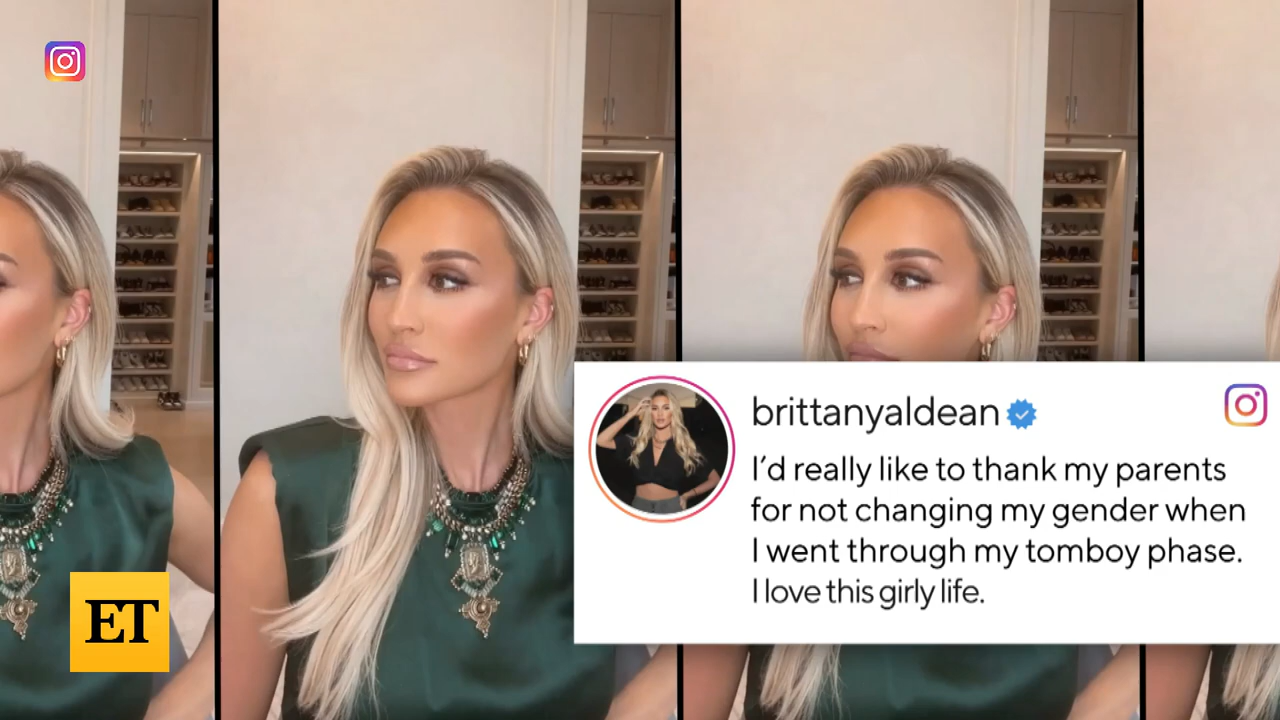 brittanyaldean
I'd really like to thank my parents
for not changing my gender when
I went through my tomboy phase.
I love this girly life.
ET